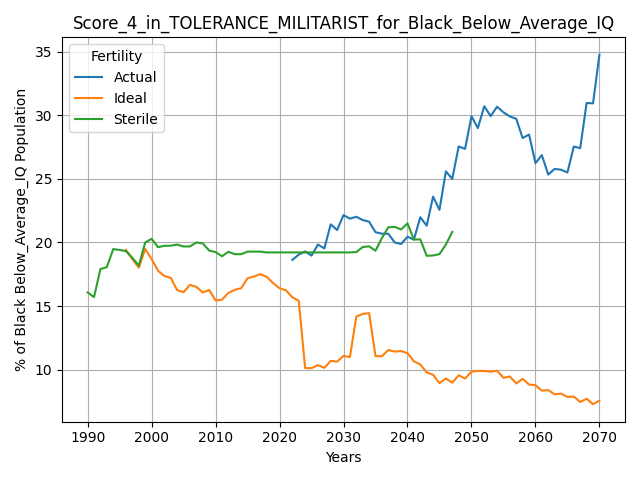 Score_4_in_TOLERANCE_MILITARIST_for_Black_Below_Average_IQ
Fertility
Actual
Ideal
Sterile
% of Black Below_Average_IQ Population
35
30
25
20
15
10
1990
2000
2010
2020
2030
2040
2050
2060
2070
Years